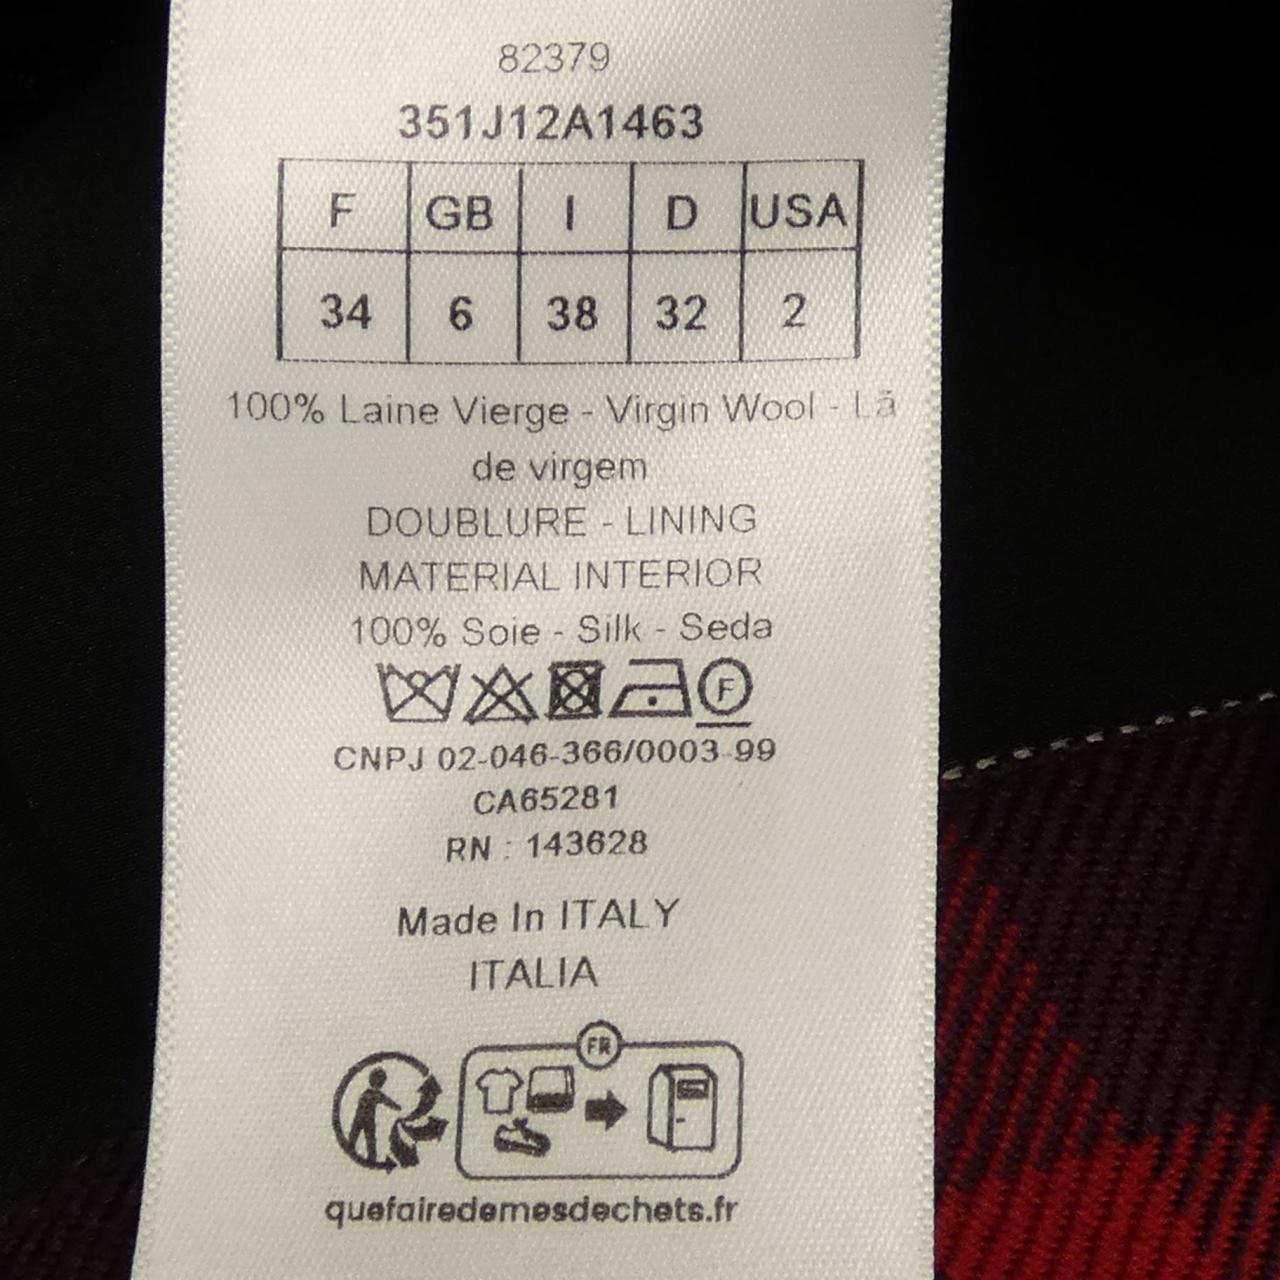 82379
351J12A1463
F GB I D USA
34 6 38 32 2
100% Laine Vierge - Virgin Wool - Lã
de virgem
DOUBLURE - LINING
MATERIAL INTERIOR
100% Soie - Silk - Seda
F
CNPJ 02-046-366/0003-99
CA65281
RN : 143628
Made In ITALY
ITALIA
FR
quefairedemesdechets.fr